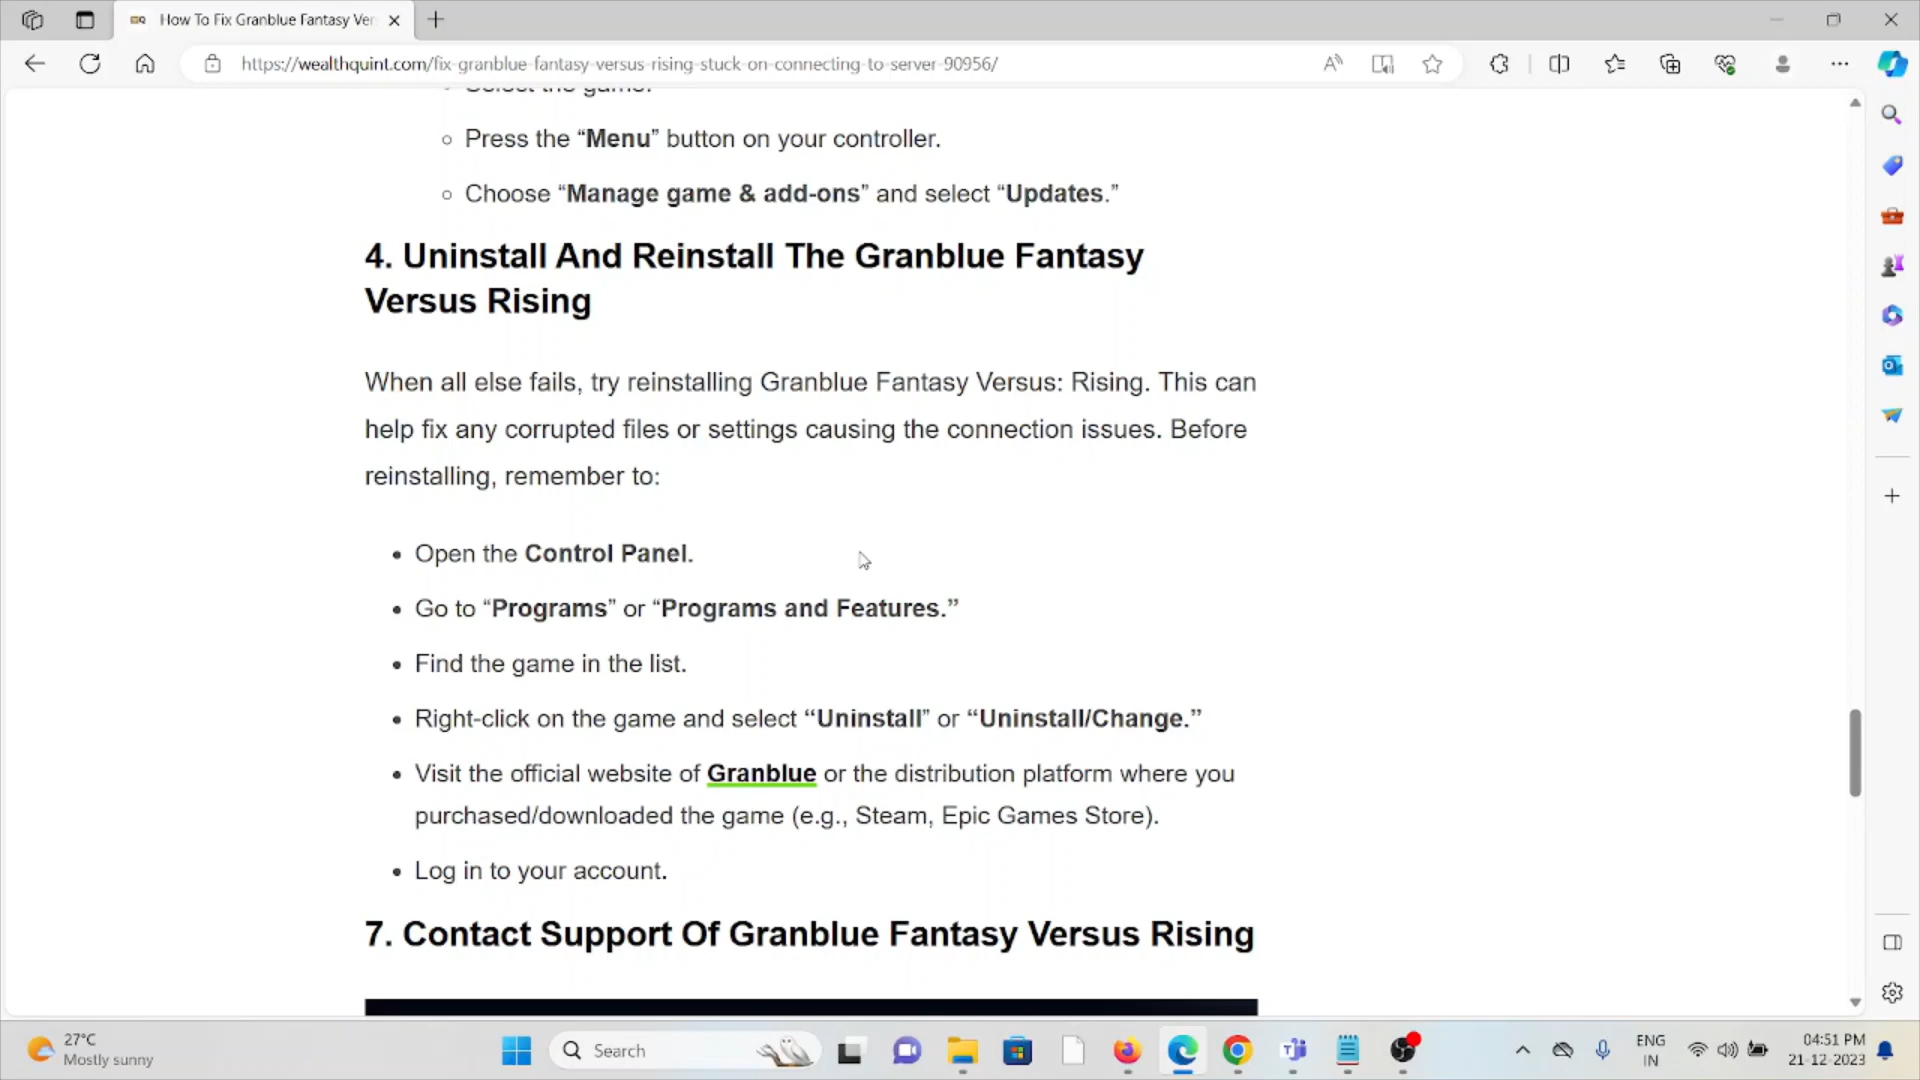 How To Fix Granblue Fantasy Ver
https://wealthquint.com/fix-granblue-fantasy-versus-rising-stuck-on-connecting-to-server-90956/
Select the game.
Press the “Menu” button on your controller.
Choose “Manage game & add-ons” and select “Updates.”
4. Uninstall And Reinstall The Granblue Fantasy
Versus Rising
When all else fails, try reinstalling Granblue Fantasy Versus: Rising. This can
help fix any corrupted files or settings causing the connection issues. Before
reinstalling, remember to:
Open the Control Panel.
Go to “Programs” or “Programs and Features.”
Find the game in the list.
Right-click on the game and select “Uninstall” or “Uninstall/Change.”
Visit the official website of Granblue or the distribution platform where you
purchased/downloaded the game (e.g., Steam, Epic Games Store).
Log in to your account.
7. Contact Support Of Granblue Fantasy Versus Rising
27°C
Mostly sunny
Search
ENG
IN
04:51 PM
21-12-2023